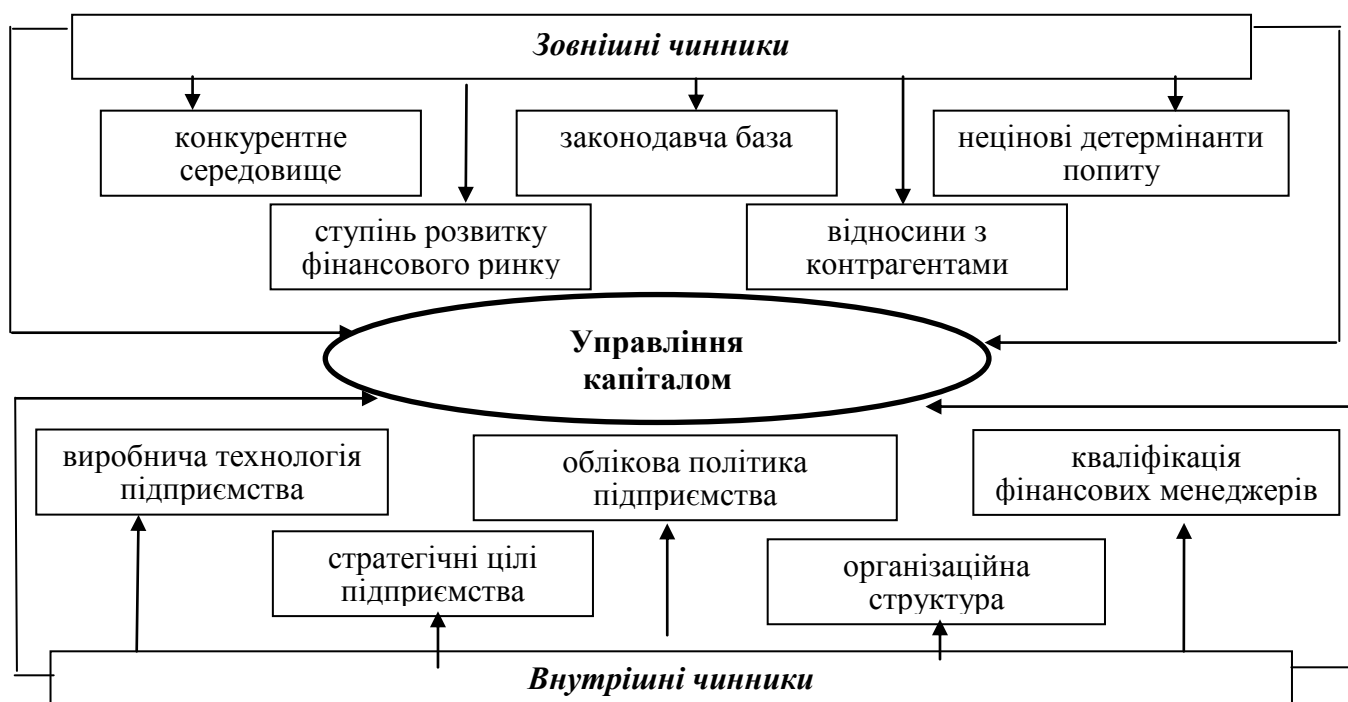 Зовнішні чинники
конкурентне
середовище
законодавча база
нецінові детермінанти
попиту
ступінь розвитку
фінансового ринку
відносини з
контрагентами
Управління
капіталом
виробнича технологія
підприємства
облікова політика
підприємства
кваліфікація
фінансових менеджерів
стратегічні цілі
підприємства
організаційна
структура
Внутрішні чинники